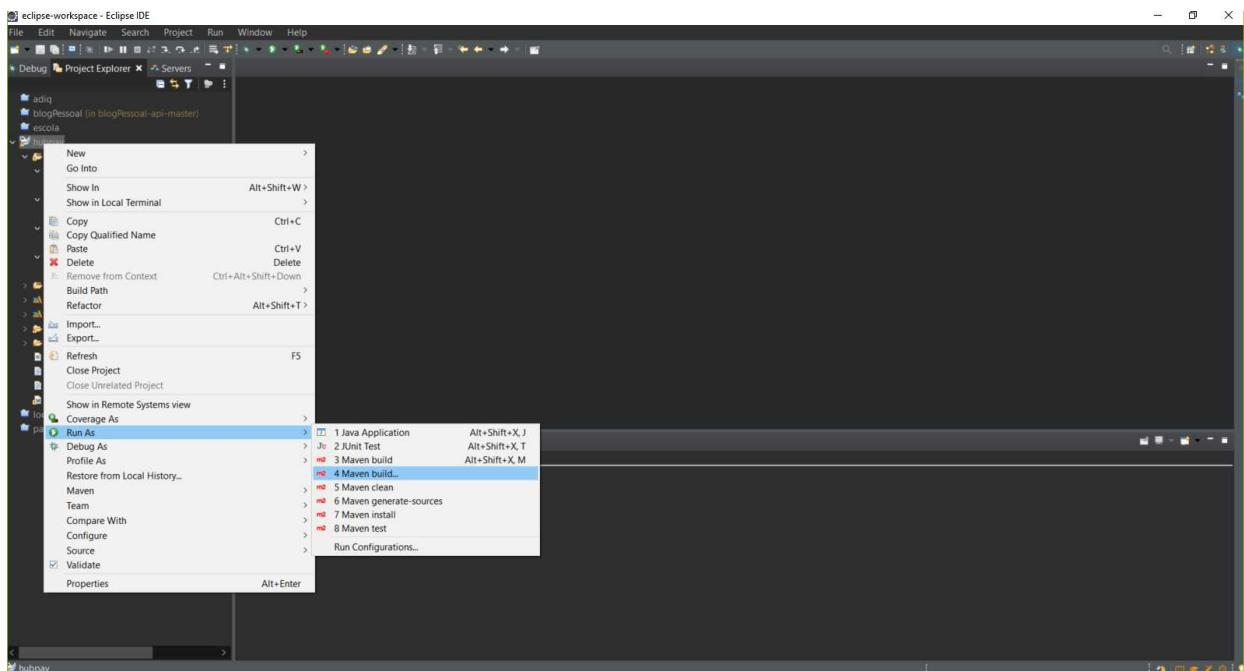 eclipse-workspace - Eclipse IDE
File Edit Navigate Search Project Run Window Help
Debug Project Explorer Servers
adiq
blogPessoal (in blogPessoal-api-master)
escola
hubpay
New
Go Into
Show In Alt+Shift+W
Show in Local Terminal
Copy Ctrl+C
Copy Qualified Name
Paste Ctrl+V
Delete Delete
Remove from Context Ctrl+Alt+Shift+Down
Build Path
Refactor Alt+Shift+T
Import...
Export...
Refresh F5
Close Project
Close Unrelated Project
Show in Remote Systems view
Coverage As
Run As
Debug As
Profile As
Restore from Local History...
Maven
Team
Compare With
Configure
Source
Validate
Properties Alt+Enter
1 Java Application Alt+Shift+X, J
2 JUnit Test Alt+Shift+X, T
3 Maven build Alt+Shift+X, M
4 Maven build...
5 Maven clean
6 Maven generate-sources
7 Maven install
8 Maven test
Run Configurations...
hubpay